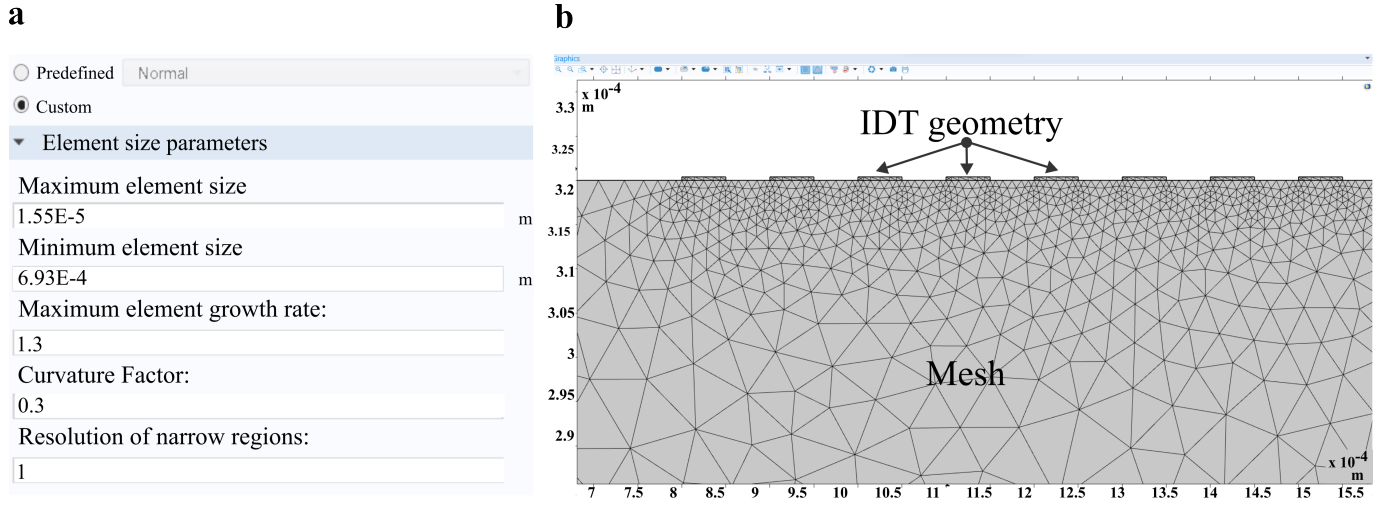 a
Predefined Normal
Custom
Element size parameters
Maximum element size
1.55E-5 m
Minimum element size
6.93E-4 m
Maximum element growth rate:
1.3
Curvature Factor:
0.3
Resolution of narrow regions:
1
b
Graphics
x 10-4
m
3.3
3.25
3.2
3.15
3.1
3.05
3
2.95
2.9
IDT geometry
Mesh
x 10-4
m
7 7.5 8 8.5 9 9.5 10 10.5 11 11.5 12 12.5 13 13.5 14 14.5 15 15.5